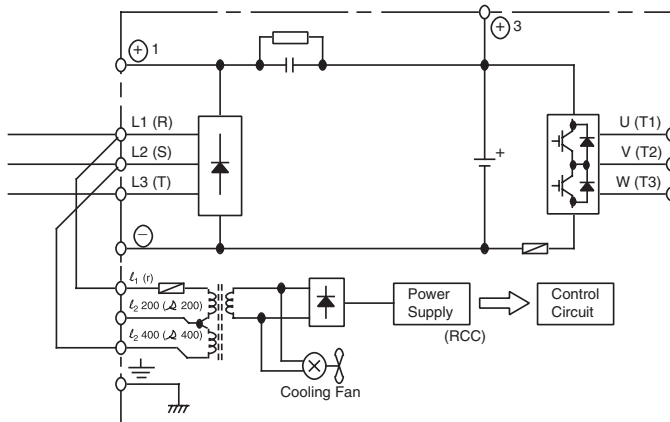 ⊕ 1
⊕ 3
L1 (R)
L2 (S)
L3 (T)
+
U (T1)
V (T2)
W (T3)
⊖
ℓ1 (r)
ℓ2 200 (𝓈 200)
ℓ2 400 (𝓈 400)
Power
Supply
(RCC)
Control
Circuit
Cooling Fan